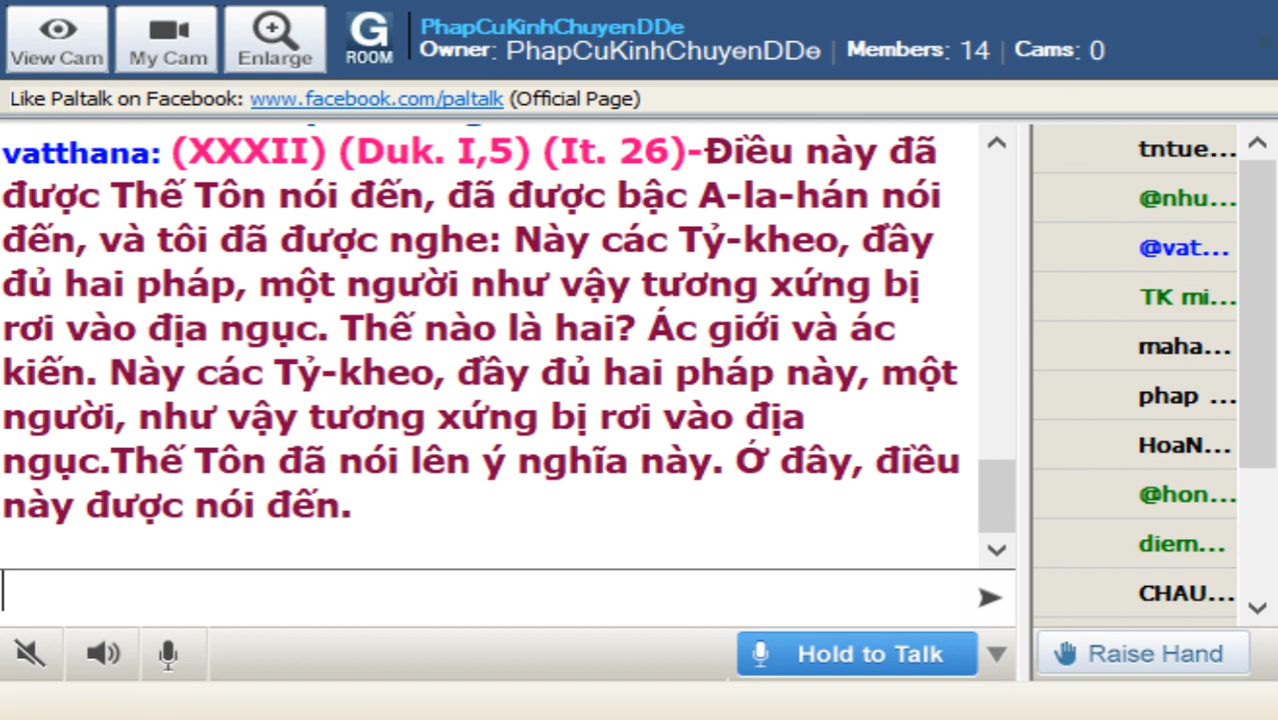 View Cam
My Cam
Enlarge
G ROOM
PhapCuKinhChuyenDDe
Owner: PhapCuKinhChuyenDDe | Members: 14 | Cams: 0
Like Paltalk on Facebook: www.facebook.com/paltalk (Official Page)
vatthana: (XXXII) (Duk. I,5) (It. 26)-Điều này đã
được Thế Tôn nói đến, đã được bậc A-la-hán nói
đến, và tôi đã được nghe: Này các Tỷ-kheo, đầy
đủ hai pháp, một người như vậy tương xứng bị
rơi vào địa ngục. Thế nào là hai? Ác giới và ác
kiến. Này các Tỷ-kheo, đầy đủ hai pháp này, một
người, như vậy tương xứng bị rơi vào địa
ngục.Thế Tôn đã nói lên ý nghĩa này. Ở đây, điều
này được nói đến.
tntue...
@nhu...
@vat...
TK mi...
maha...
phap ...
HoaN...
@hon...
diem...
CHAU...
Hold to Talk
Raise Hand